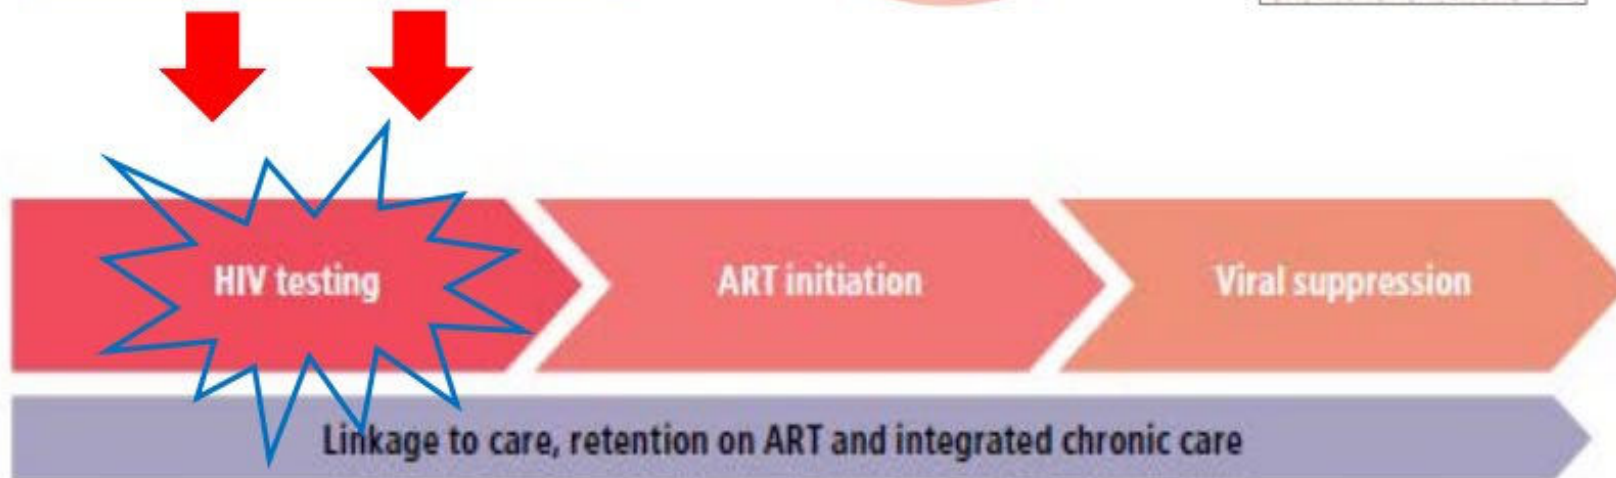 HIV testing
ART initiation
Viral suppression
Linkage to care, retention on ART and integrated chronic care